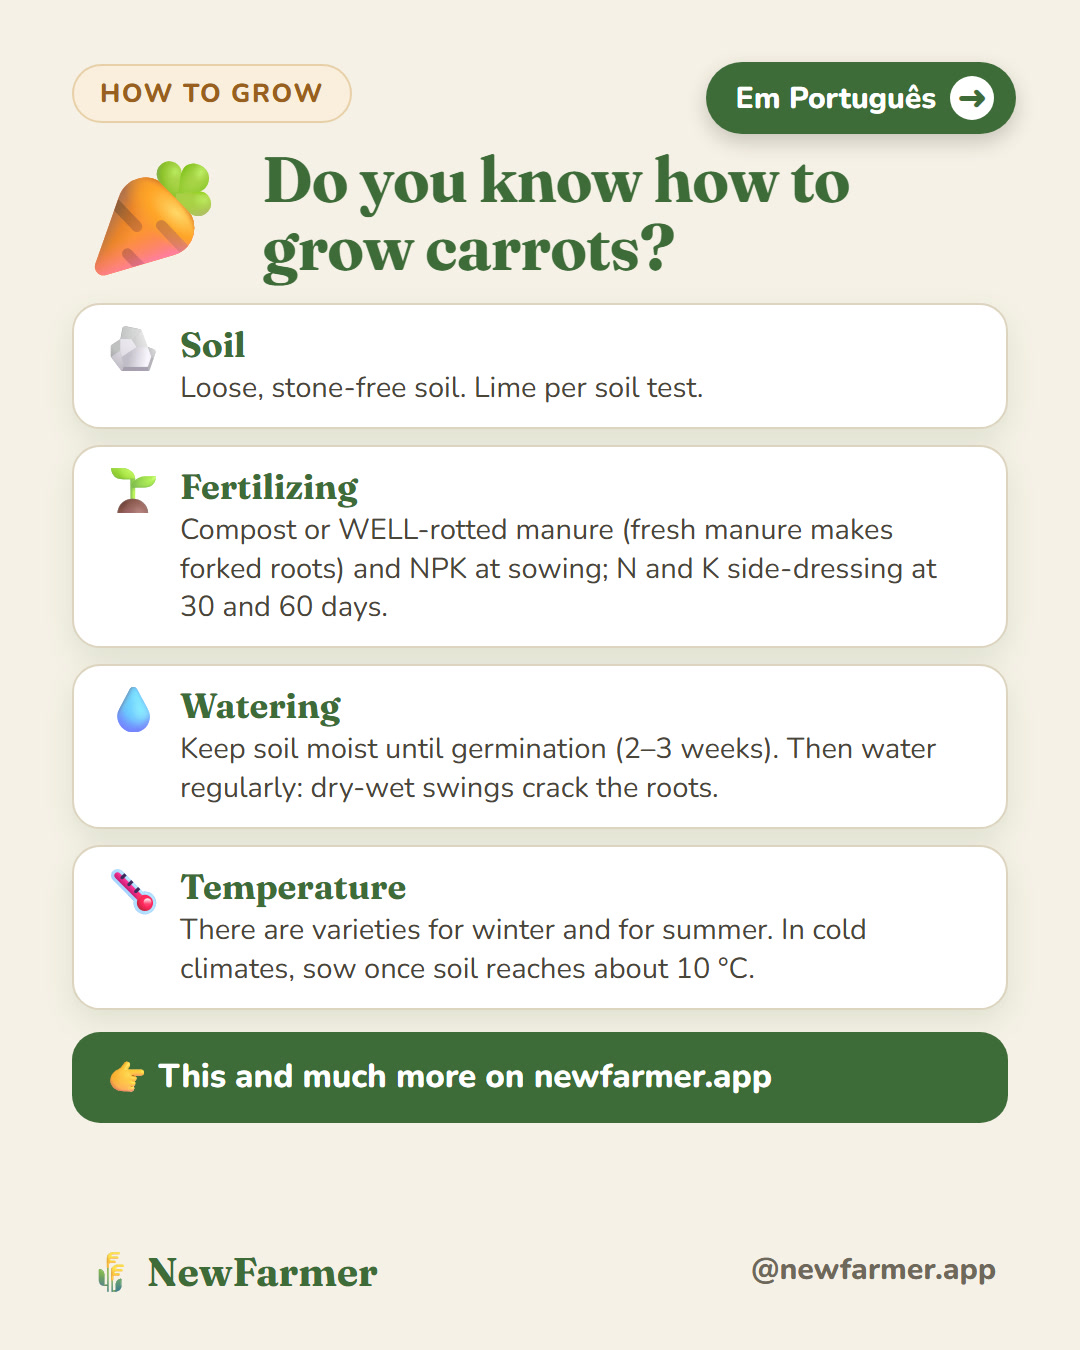 HOW TO GROW
Em Português
Do you know how to
grow carrots?
Soil
Loose, stone-free soil. Lime per soil test.
Fertilizing
Compost or WELL-rotted manure (fresh manure makes
forked roots) and NPK at sowing; N and K side-dressing at
30 and 60 days.
Watering
Keep soil moist until germination (2–3 weeks). Then water
regularly: dry-wet swings crack the roots.
Temperature
There are varieties for winter and for summer. In cold
climates, sow once soil reaches about 10 °C.
This and much more on newfarmer.app
NewFarmer
@newfarmer.app